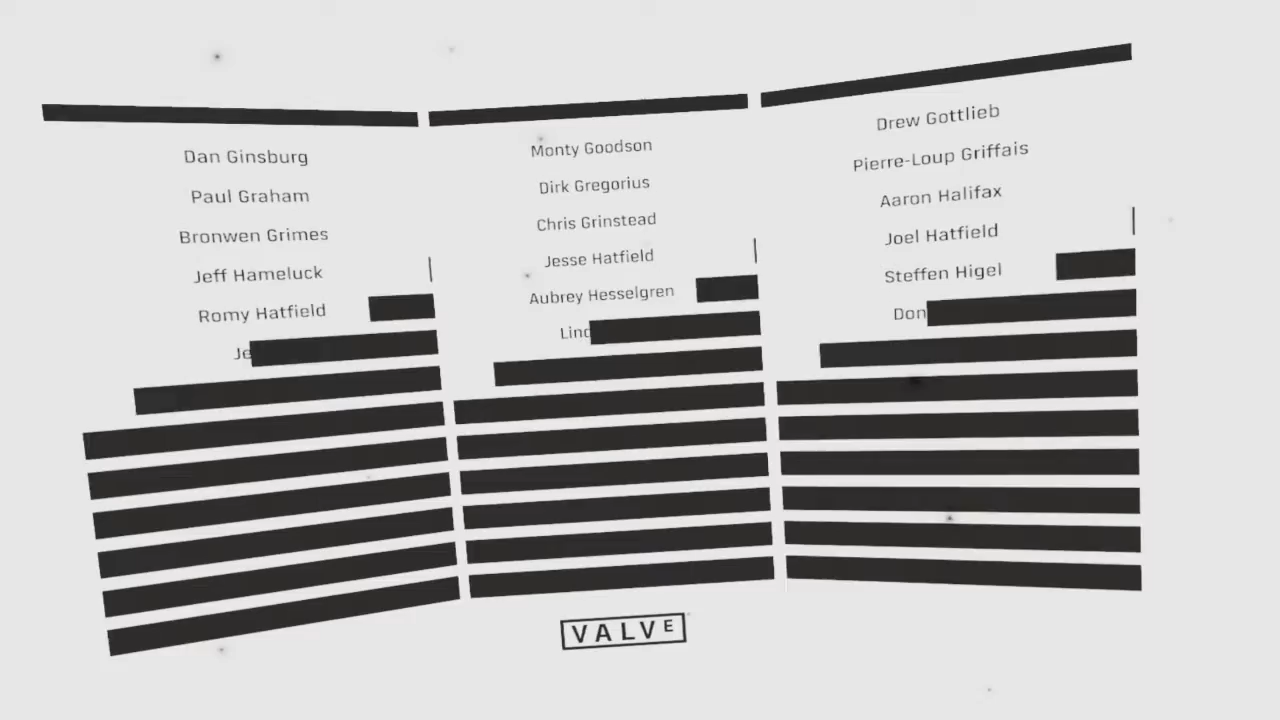 Dan Ginsburg
Paul Graham
Bronwen Grimes
Jeff Hameluck
Romy Hatfield
Je
Monty Goodson
Dirk Gregorius
Chris Grinstead
Jesse Hatfield
Aubrey Hesselgren
Drew Gottlieb
Pierre-Loup Griffais
Aaron Halifax
Joel Hatfield
Steffen Higel
Don
VALVE